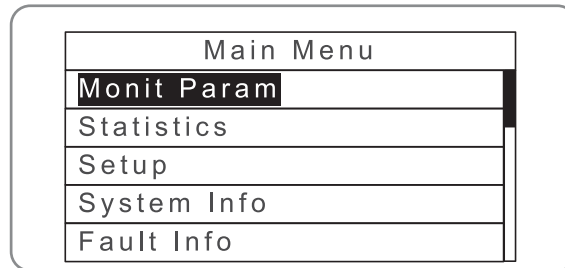 Main Menu
Monit Param
Statistics
Setup
System Info
Fault Info